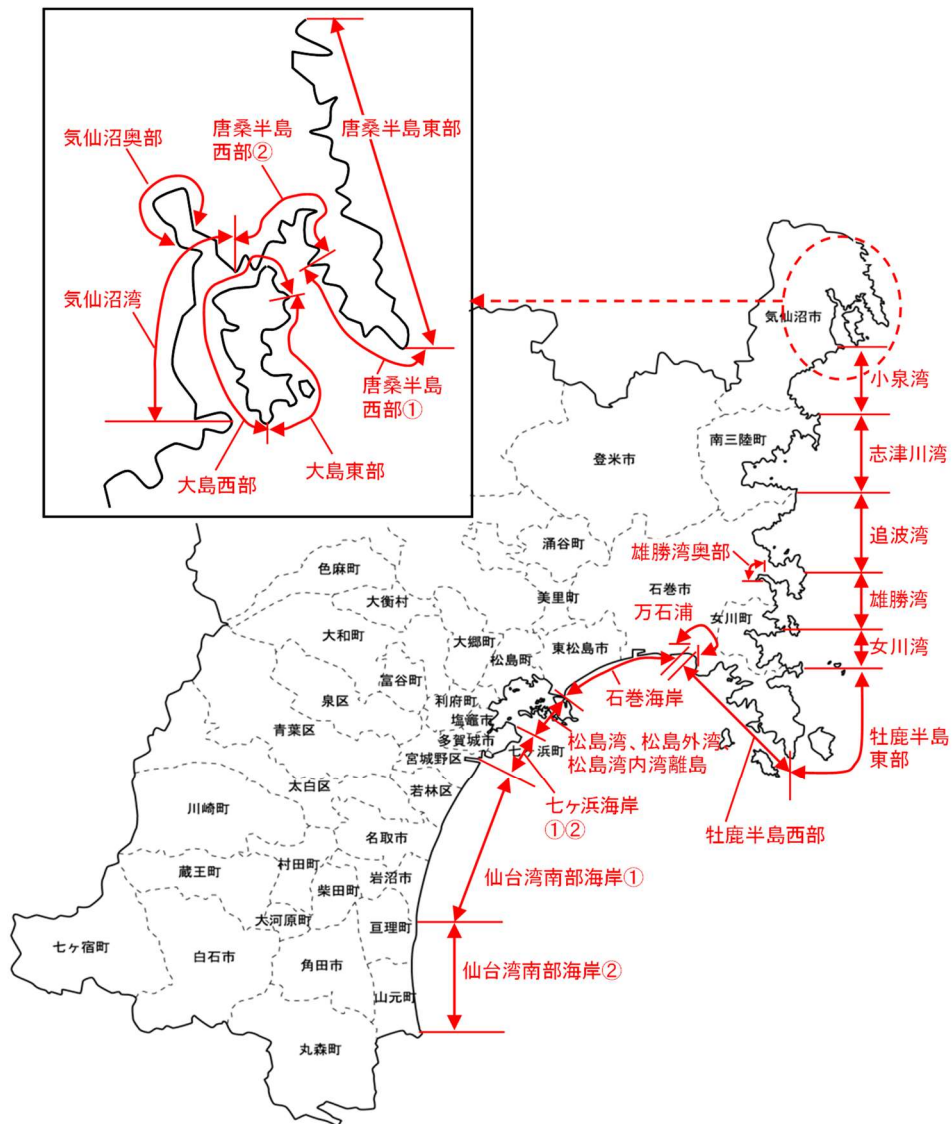 唐桑半島
西部②
唐桑半島東部
気仙沼奥部
気仙沼湾
唐桑半島
西部①
大島西部
大島東部
気仙沼市
小泉湾
南三陸町
志津川湾
登米市
追波湾
涌谷町
雄勝湾奥部
色麻町
石巻市
大衡村
美里町
雄勝湾
万石浦
女川町
大和町
大郷町
東松島市
女川湾
松島町
富谷町
石巻海岸
泉区
利府町
塩竈市
青葉区
多賀城市
七ヶ浜町
松島湾、松島外湾
松島湾内湾離島
牡鹿半島
東部
宮城野区
太白区
若林区
七ヶ浜海岸
①②
川崎町
牡鹿半島西部
名取市
村田町
蔵王町
岩沼市
柴田町
仙台湾南部海岸①
大河原町
亘理町
七ヶ宿町
白石市
角田市
仙台湾南部海岸②
山元町
丸森町